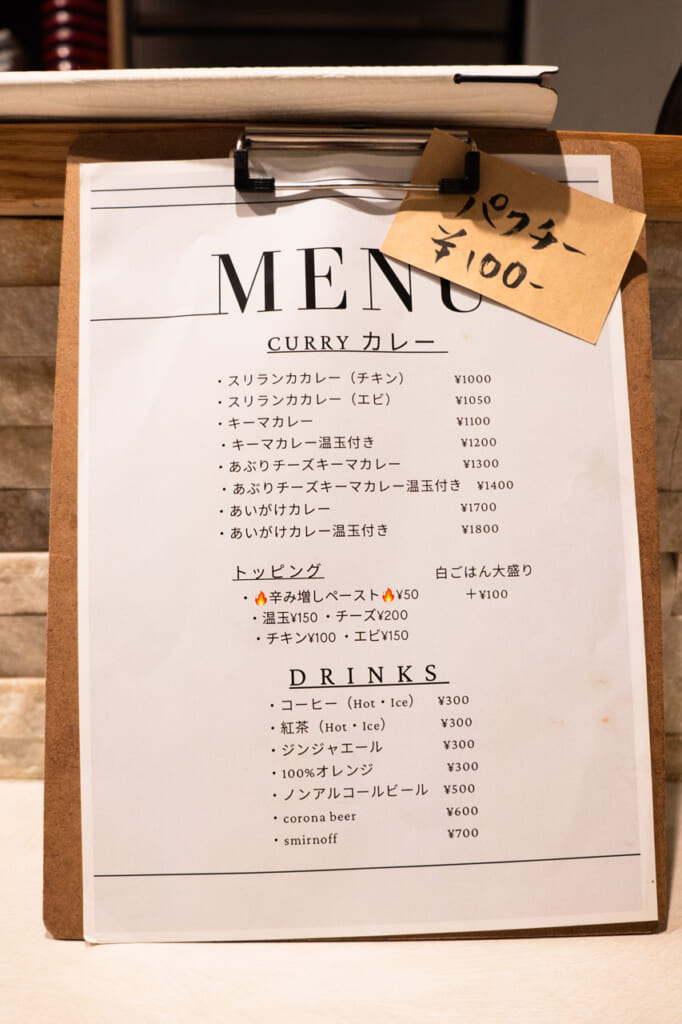 パクチー
¥100-
MENU
CURRY カレー
・スリランカカレー（チキン） ¥1000
・スリランカカレー（エビ） ¥1050
・キーマカレー ¥1100
・キーマカレー温玉付き ¥1200
・あぶりチーズキーマカレー ¥1300
・あぶりチーズキーマカレー温玉付き ¥1400
・あいがけカレー ¥1700
・あいがけカレー温玉付き ¥1800
トッピング
・🔥辛み増しペースト🔥¥50
・温玉¥150 ・チーズ¥200
・チキン¥100 ・エビ¥150
白ごはん大盛り
＋¥100
DRINKS
・コーヒー（Hot・Ice） ¥300
・紅茶（Hot・Ice） ¥300
・ジンジャエール ¥300
・100%オレンジ ¥300
・ノンアルコールビール ¥500
・corona beer ¥600
・smirnoff ¥700